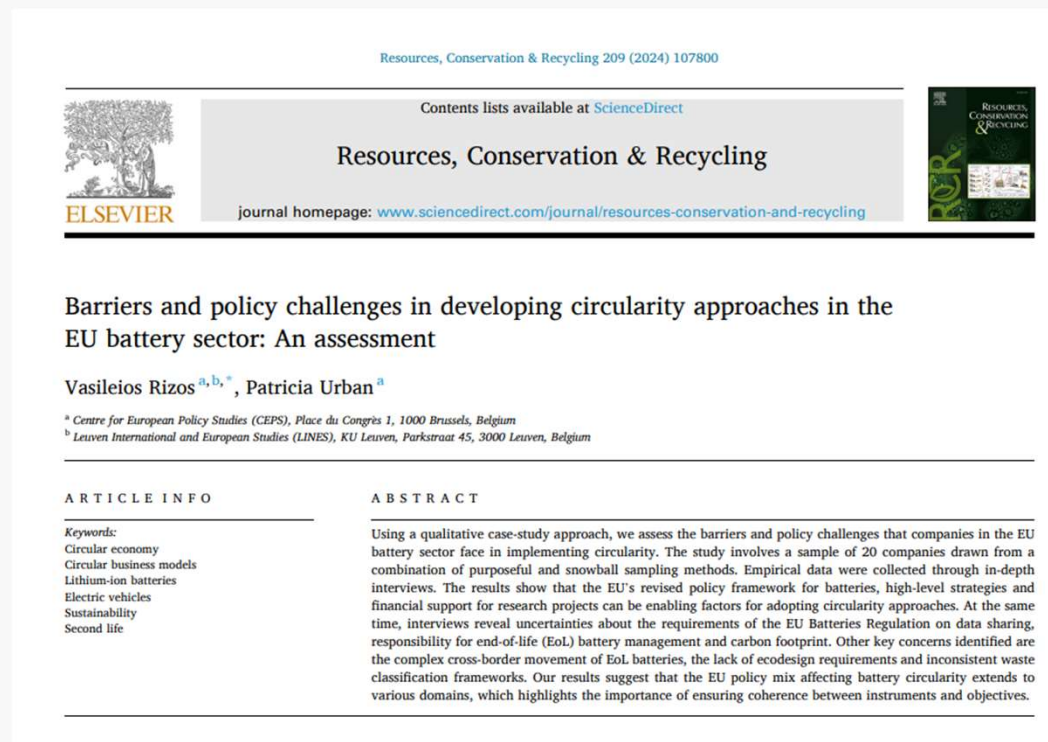 Resources, Conservation & Recycling 209 (2024) 107800
Contents lists available at ScienceDirect
Resources, Conservation & Recycling
journal homepage: www.sciencedirect.com/journal/resources-conservation-and-recycling
ELSEVIER
RESOURCES,
CONSERVATION
&RECYCLING
RCR
Barriers and policy challenges in developing circularity approaches in the
EU battery sector: An assessment
Vasileios Rizos a,b,*, Patricia Urban a
a Centre for European Policy Studies (CEPS), Place du Congrès 1, 1000 Brussels, Belgium
b Leuven International and European Studies (LINES), KU Leuven, Parkstraat 45, 3000 Leuven, Belgium
ARTICLE INFO
Keywords:
Circular economy
Circular business models
Lithium-ion batteries
Electric vehicles
Sustainability
Second life
ABSTRACT
Using a qualitative case-study approach, we assess the barriers and policy challenges that companies in the EU
battery sector face in implementing circularity. The study involves a sample of 20 companies drawn from a
combination of purposeful and snowball sampling methods. Empirical data were collected through in-depth
interviews. The results show that the EU's revised policy framework for batteries, high-level strategies and
financial support for research projects can be enabling factors for adopting circularity approaches. At the same
time, interviews reveal uncertainties about the requirements of the EU Batteries Regulation on data sharing,
responsibility for end-of-life (EoL) battery management and carbon footprint. Other key concerns identified are
the complex cross-border movement of EoL batteries, the lack of ecodesign requirements and inconsistent waste
classification frameworks. Our results suggest that the EU policy mix affecting battery circularity extends to
various domains, which highlights the importance of ensuring coherence between instruments and objectives.